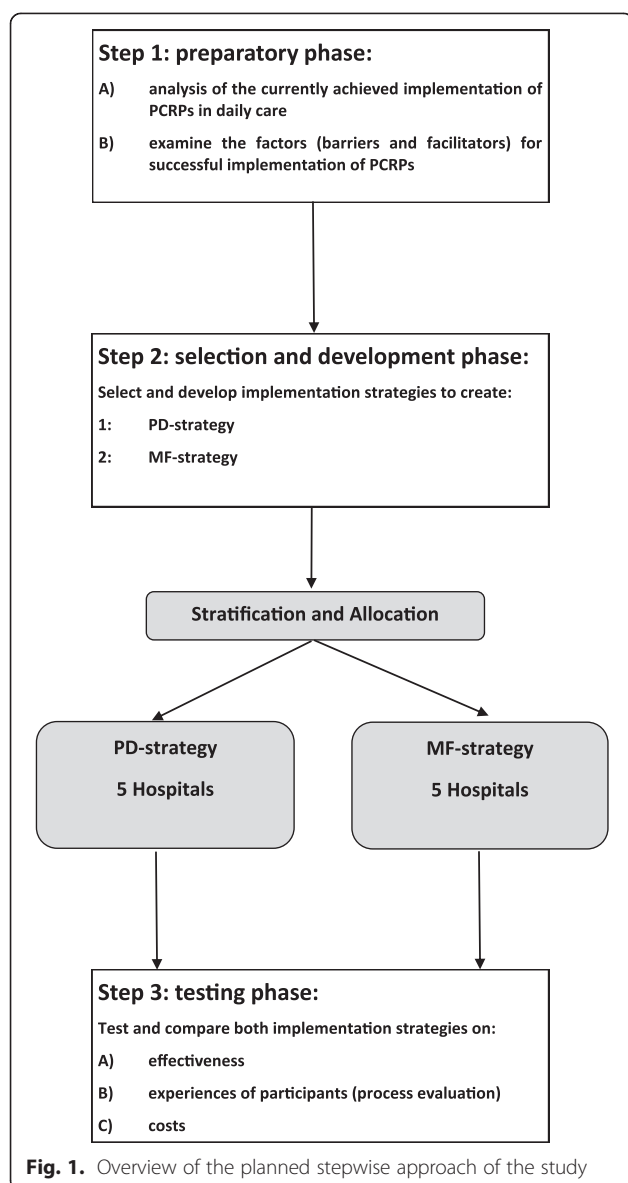 Step 1: preparatory phase:
A) analysis of the currently achieved implementation of
PCRPs in daily care
B) examine the factors (barriers and facilitators) for
successful implementation of PCRPs
Step 2: selection and development phase:
Select and develop implementation strategies to create:
1: PD-strategy
2: MF-strategy
Stratification and Allocation
PD-strategy
5 Hospitals
MF-strategy
5 Hospitals
Step 3: testing phase:
Test and compare both implementation strategies on:
A) effectiveness
B) experiences of participants (process evaluation)
C) costs
Fig. 1. Overview of the planned stepwise approach of the study